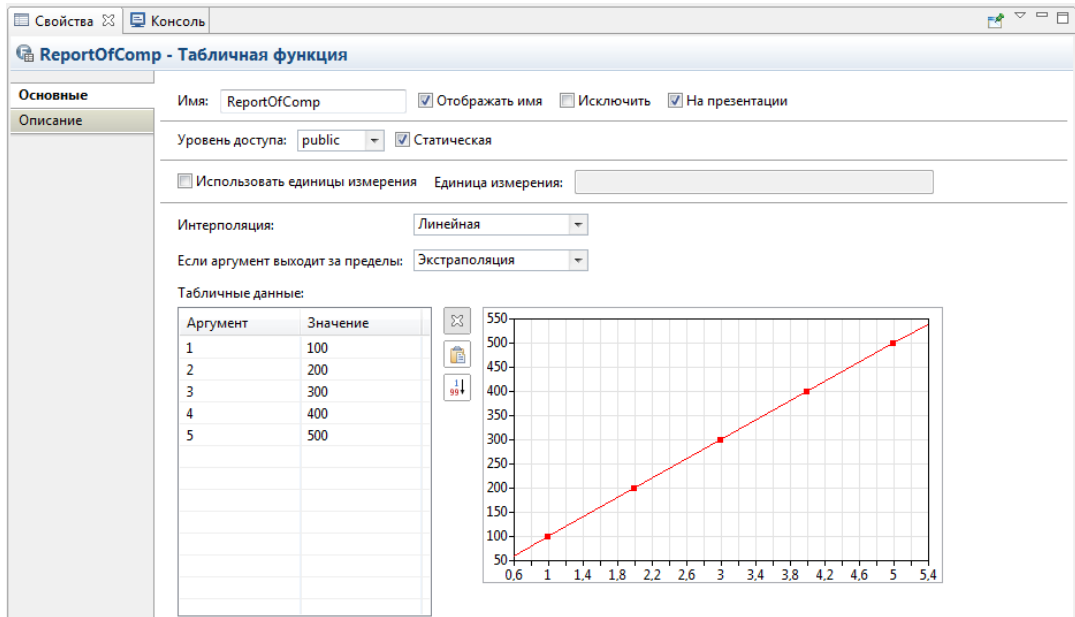 Свойства Консоль
ReportOfComp - Табличная функция
Основные
Описание
Имя: ReportOfComp Отображать имя Исключить На презентации
Уровень доступа: public Статическая
Использовать единицы измерения Единица измерения:
Интерполяция: Линейная
Если аргумент выходит за пределы: Экстраполяция
Табличные данные:
Аргумент Значение
1 100
2 200
3 300
4 400
5 500
1
99
550
500
450
400
350
300
250
200
150
100
50
0,6 1 1,4 1,8 2,2 2,6 3 3,4 3,8 4,2 4,6 5 5,4